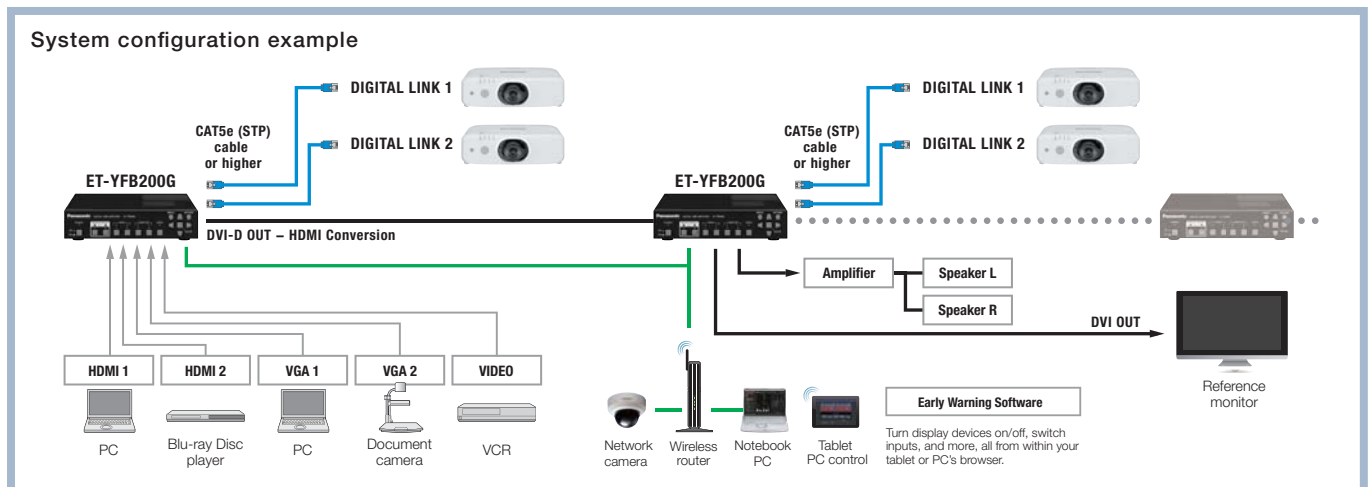 System configuration example
DIGITAL LINK 1
DIGITAL LINK 2
CAT5e (STP)
cable
or higher
ET-YFB200G
Panasonic
DVI-D OUT – HDMI Conversion
DIGITAL LINK 1
DIGITAL LINK 2
CAT5e (STP)
cable
or higher
ET-YFB200G
Panasonic
Panasonic
Amplifier
Speaker L
Speaker R
DVI OUT
Reference
monitor
HDMI 1
HDMI 2
VGA 1
VGA 2
VIDEO
PC
Blu-ray Disc
player
PC
Document
camera
VCR
Network
camera
Wireless
router
Notebook
PC
Tablet
PC control
Early Warning Software
Turn display devices on/off, switch
inputs, and more, all from within your
tablet or PC's browser.